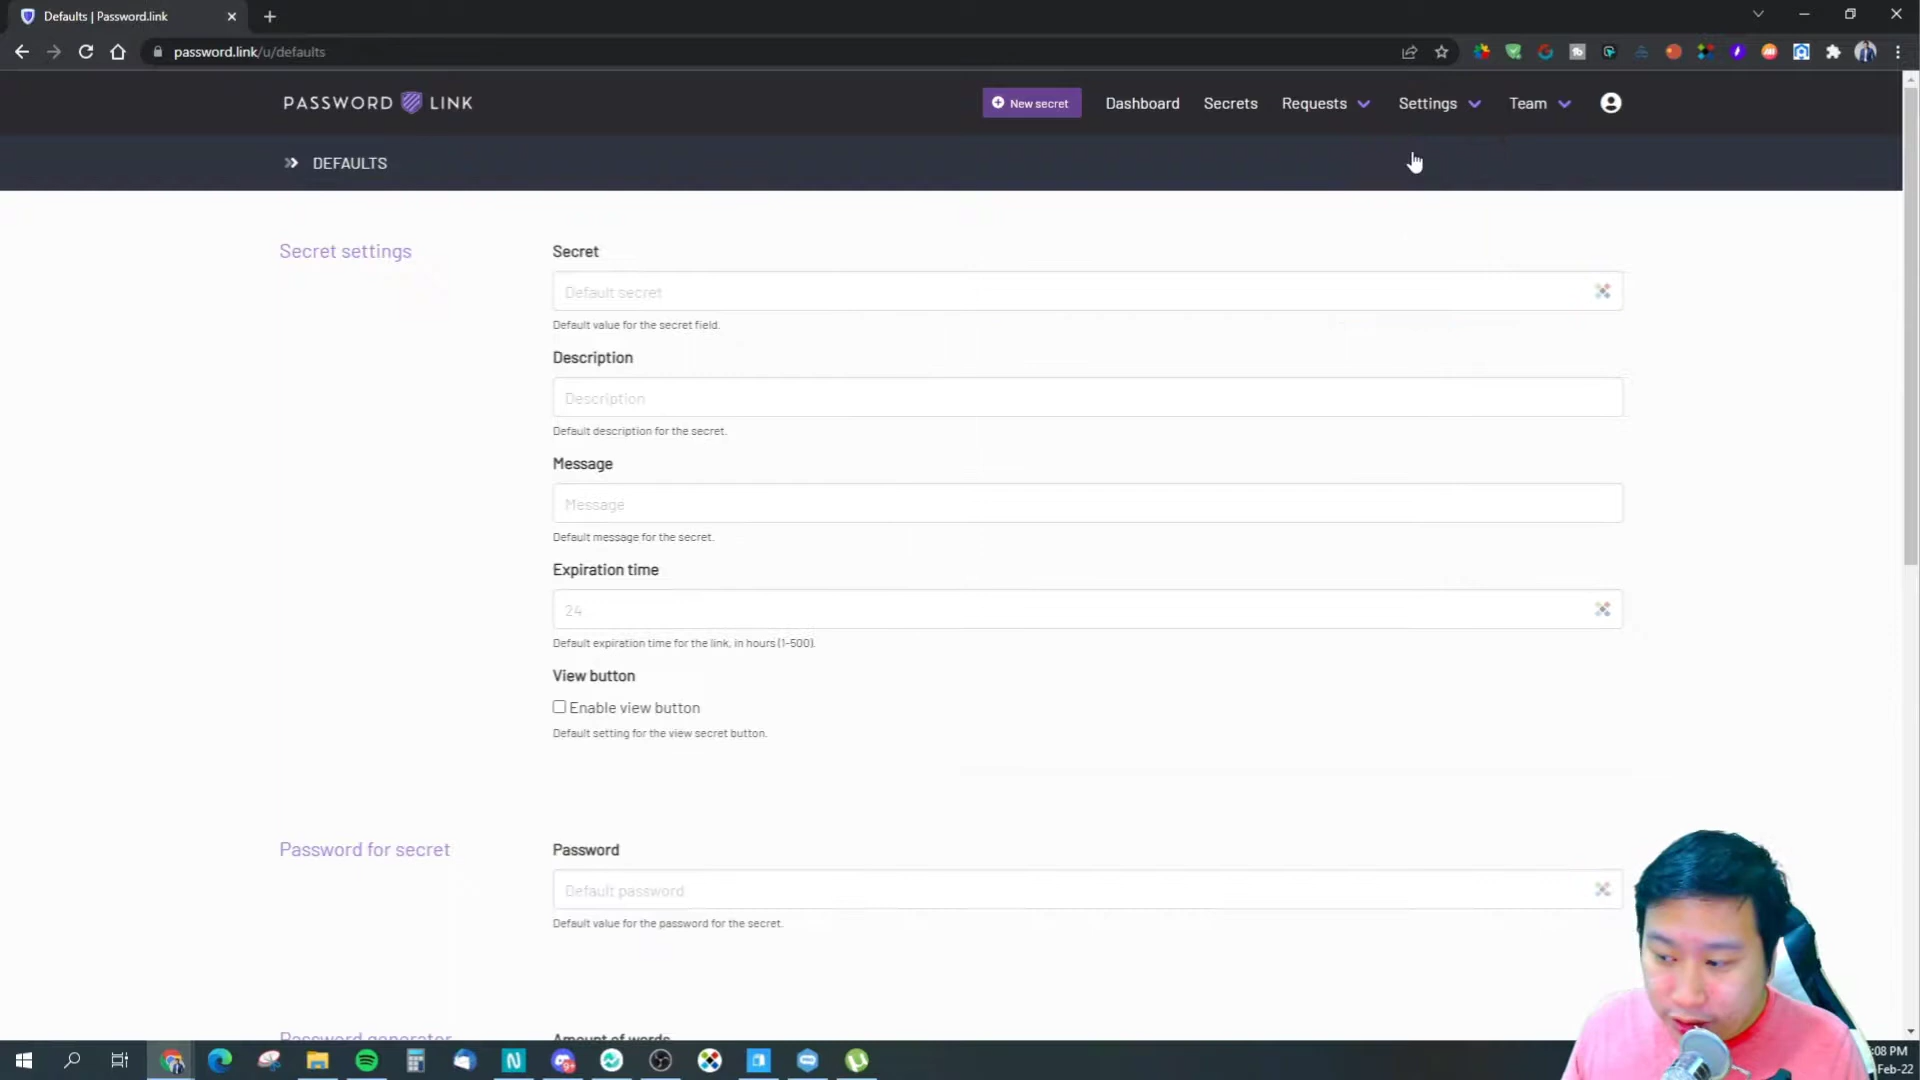 Defaults | Password.link
password.link/u/defaults
PASSWORD LINK
New secret
Dashboard
Secrets
Requests
Settings
Team
DEFAULTS
Secret settings
Secret
Default secret
Default value for the secret field.
Description
Description
Default description for the secret.
Message
Message
Default message for the secret.
Expiration time
24
Default expiration time for the link, in hours (1-500).
View button
Enable view button
Default setting for the view secret button.
Password for secret
Password
Default password
Default value for the password for the secret.
Password generator
Amount of words
:08 PM
Feb-22